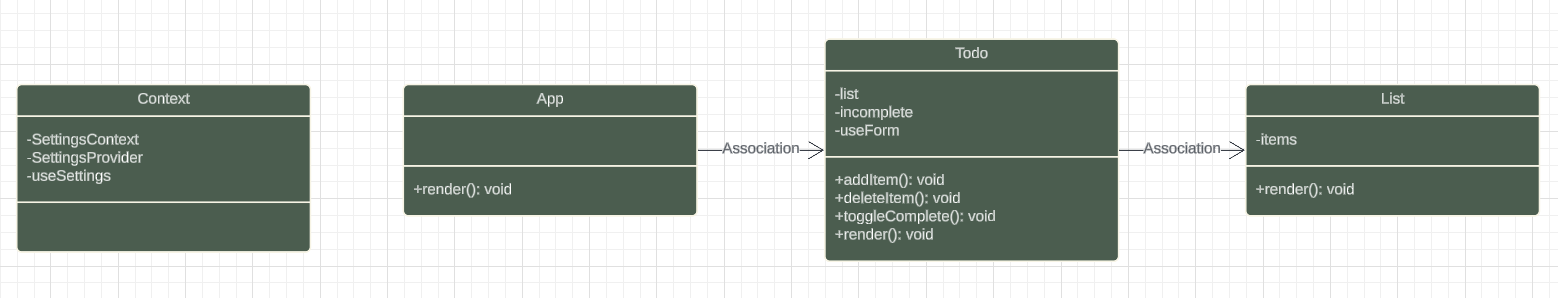 Context
-SettingsContext
-SettingsProvider
-useSettings
App
+render(): void
Association
Todo
-list
-incomplete
-useForm
+addItem(): void
+deleteItem(): void
+toggleComplete(): void
+render(): void
Association
List
-items
+render(): void